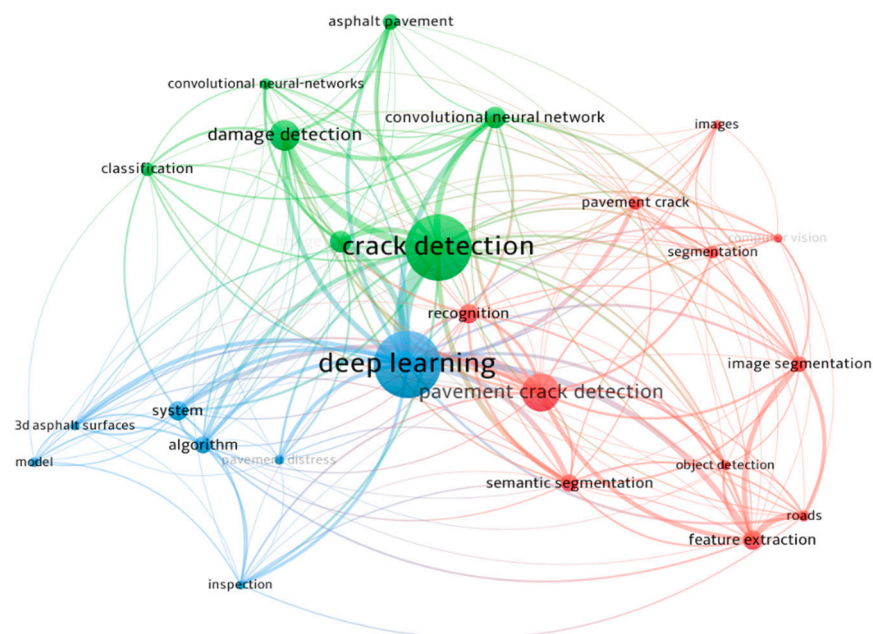 asphalt pavement
convolutional neural-networks
convolutional neural network
images
damage detection
classification
pavement crack
computer vision
crack detection
segmentation
recognition
deep learning
image segmentation
pavement crack detection
system
3d asphalt surfaces
algorithm
model
pavement distress
object detection
semantic segmentation
roads
feature extraction
inspection